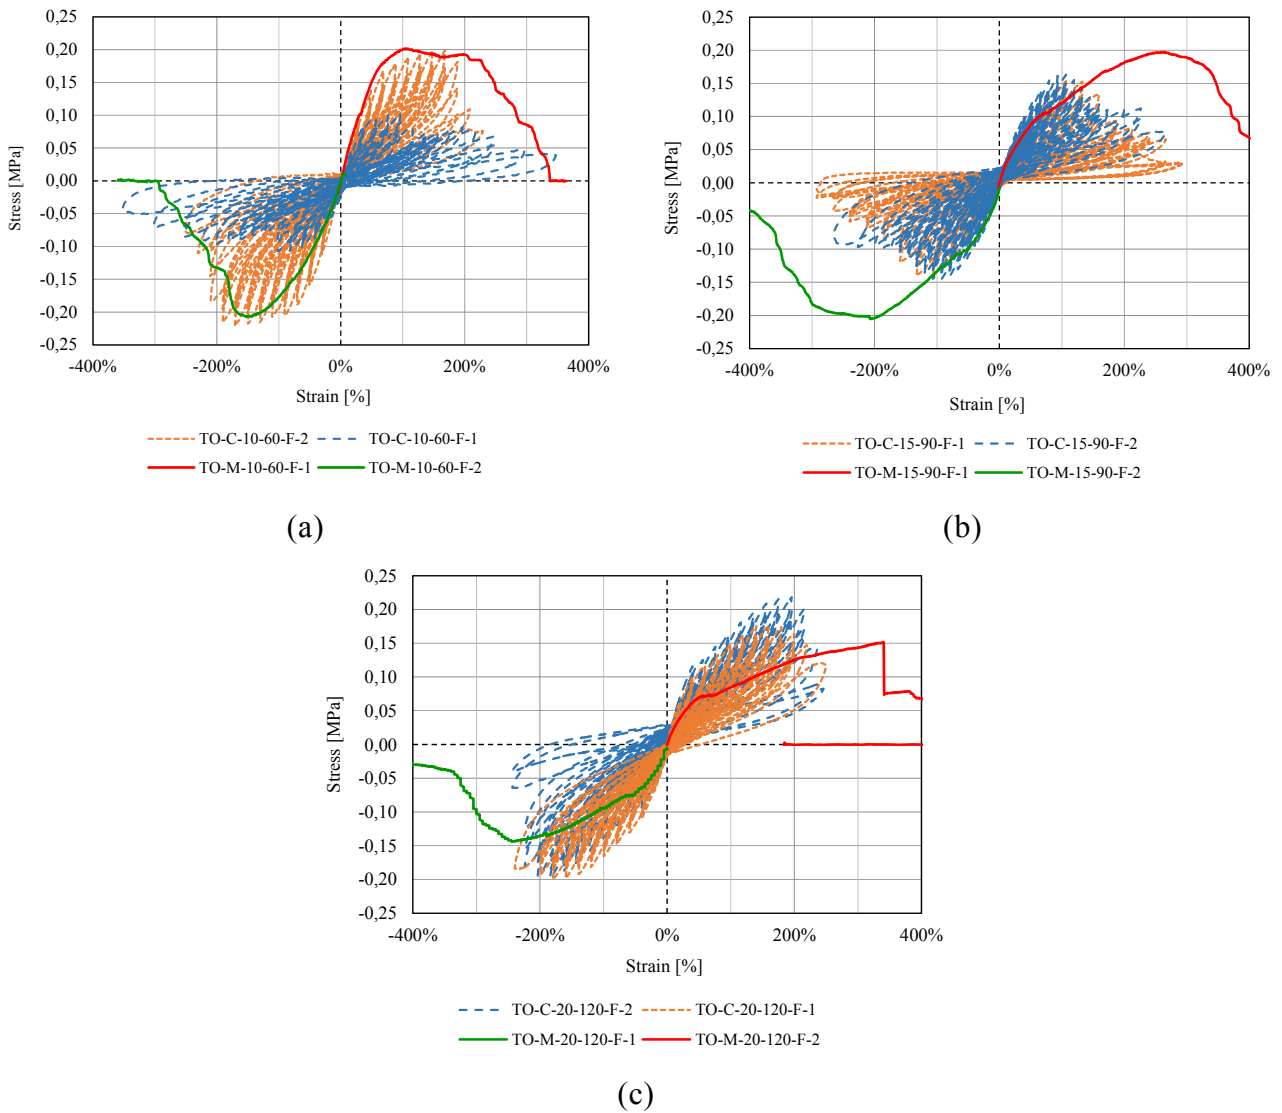 0,25
0,20
0,15
0,10
0,05
0,00
-0,05
-0,10
-0,15
-0,20
-0,25
Stress [MPa]
-400% -200% 0% 200% 400%
Strain [%]
TO-C-10-60-F-2 TO-C-10-60-F-1
TO-M-10-60-F-1 TO-M-10-60-F-2
(a)
0,25
0,20
0,15
0,10
0,05
0,00
-0,05
-0,10
-0,15
-0,20
-0,25
Stress [MPa]
-400% -200% 0% 200% 400%
Strain [%]
TO-C-15-90-F-1 TO-C-15-90-F-2
TO-M-15-90-F-1 TO-M-15-90-F-2
(b)
0,25
0,20
0,15
0,10
0,05
0,00
-0,05
-0,10
-0,15
-0,20
-0,25
Stress [MPa]
-400% -200% 0% 200% 400%
Strain [%]
TO-C-20-120-F-2 TO-C-20-120-F-1
TO-M-20-120-F-1 TO-M-20-120-F-2
(c)